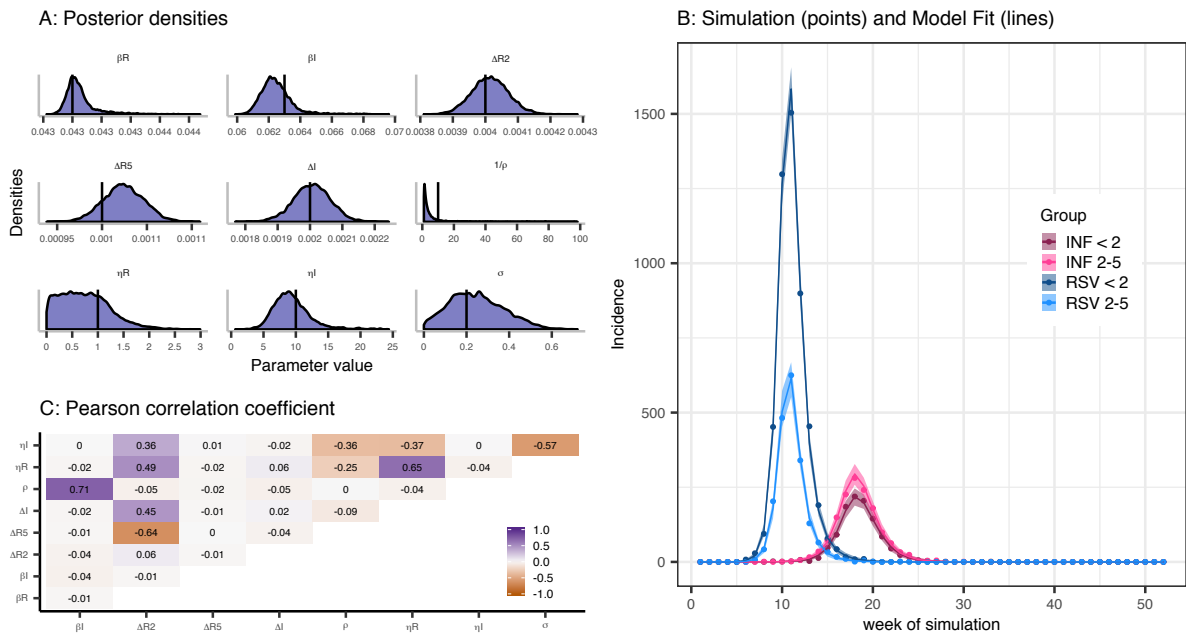 A: Posterior densities
βR
βI
ΔR2
0.043 0.043 0.043 0.043 0.044 0.044
0.06 0.062 0.064 0.066 0.068 0.07
0.0038 0.0039 0.004 0.0041 0.0042 0.0043
ΔR5
ΔI
1/ρ
0.00095 0.001 0.0011 0.0011
0.0018 0.0019 0.002 0.0021 0.0022
0 20 40 60 80 100
ηR
ηI
σ
0 0.5 1 1.5 2 2.5 3
0 5 10 15 20 25
0 0.2 0.4 0.6
Densities
Parameter value
C: Pearson correlation coefficient
ηI 0 0.36 0.01 -0.02 -0.36 -0.37 0 -0.57
ηR -0.02 0.49 -0.02 0.06 -0.25 0.65 -0.04
ρ 0.71 -0.05 -0.02 -0.05 0 -0.04
ΔI -0.02 0.45 -0.01 0.02 -0.09
ΔR5 -0.01 -0.64 0 -0.04
ΔR2 -0.04 0.06 -0.01
βI -0.04 -0.01
βR -0.01
βI ΔR2 ΔR5 ΔI ρ ηR ηI σ
1.0
0.5
0.0
-0.5
-1.0
B: Simulation (points) and Model Fit (lines)
Incidence
1500
1000
500
0
0 10 20 30 40 50
week of simulation
Group
INF < 2
INF 2-5
RSV < 2
RSV 2-5